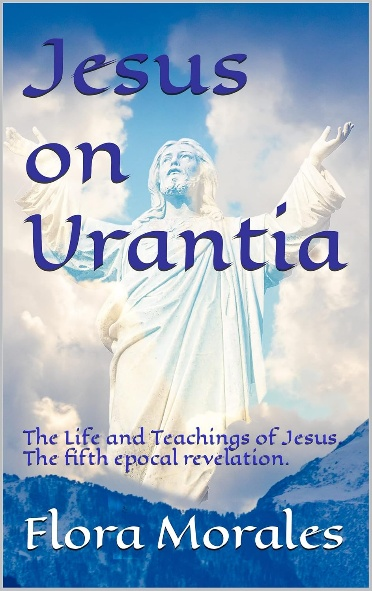 Jesus
on
Urantia
The Life and Teachings of Jesus.
The fifth epocal revelation.
Flora Morales